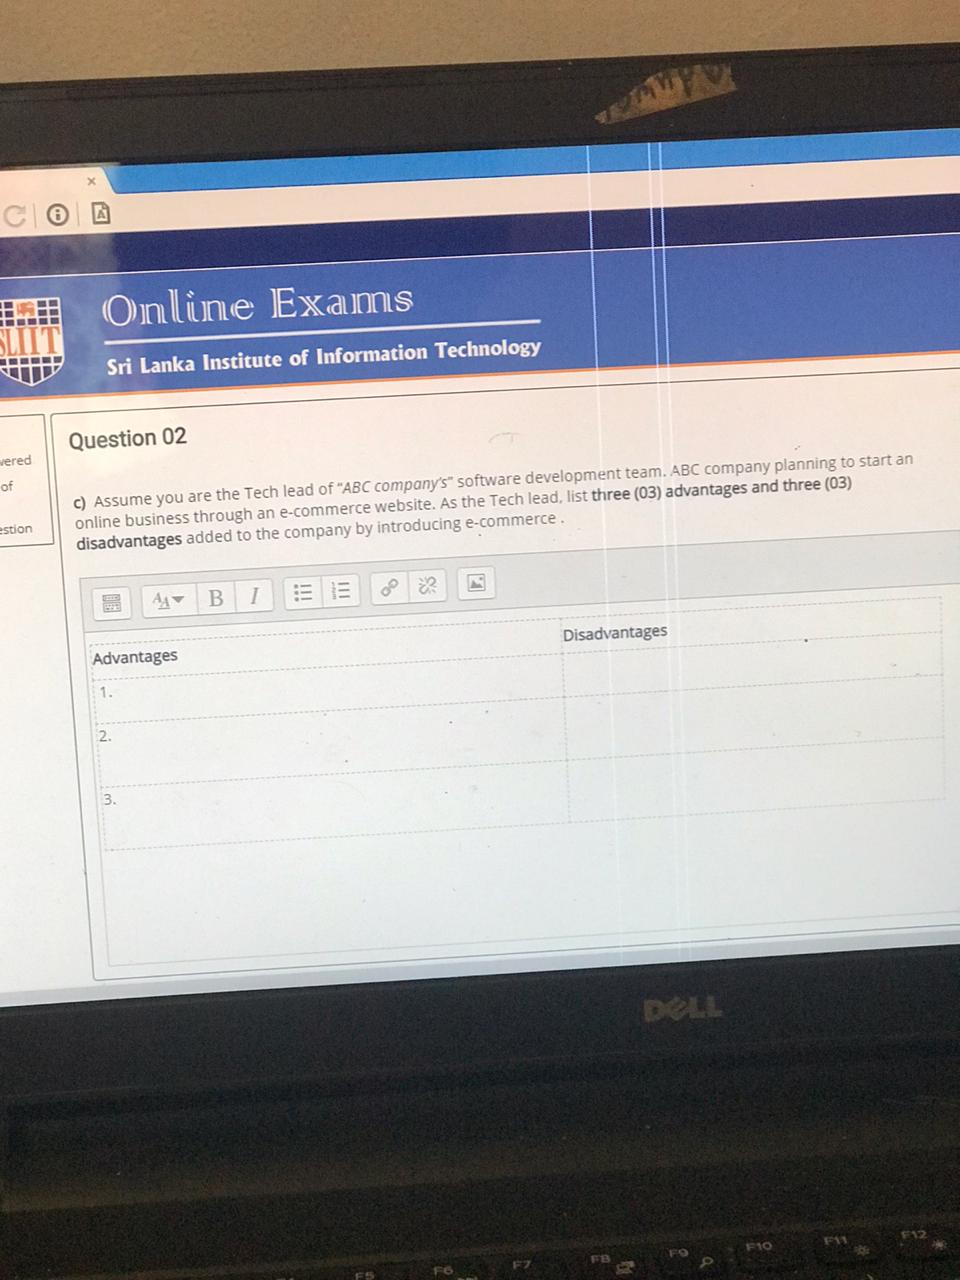 Online Exams
SLIIT
Sri Lanka Institute of Information Technology
of
Question 02
c) Assume you are the Tech lead of “ABC company's” software development team. ABC company planning to start an
online business through an e-commerce website. As the Tech lead, list three (03) advantages and three (03)
disadvantages added to the company by introducing e-commerce .
B I
Advantages
Disadvantages
1.
2.
3.
DELL
F5 F6 F7 F8 F9 F10 F11 F12